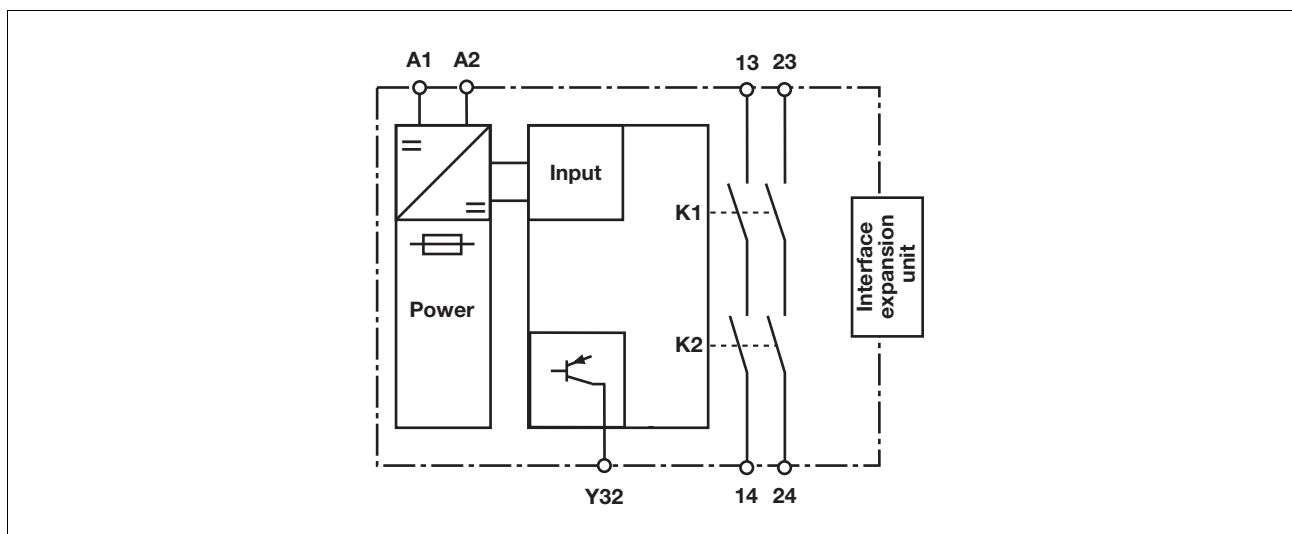 A1 A2
13 23
Input
K1
Power
K2
Interface
expansion
unit
Y32
14 24